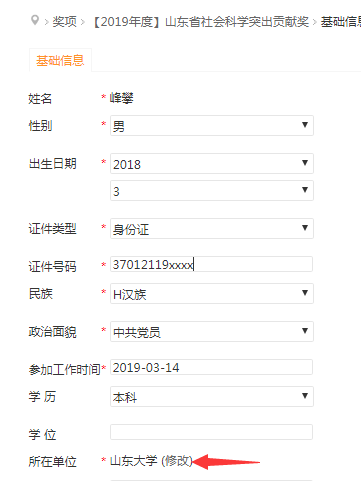 > 奖项 > 【2019年度】山东省社会科学突出贡献奖 > 基础信息
基础信息
姓名 * 峰攀
性别 * 男
出生日期 * 2018
3
证件类型 * 身份证
证件号码 * 37012119xxxx
民族 * H汉族
政治面貌 * 中共党员
参加工作时间 * 2019-03-14
学 历 * 本科
学 位
所在单位 * 山东大学 (修改)